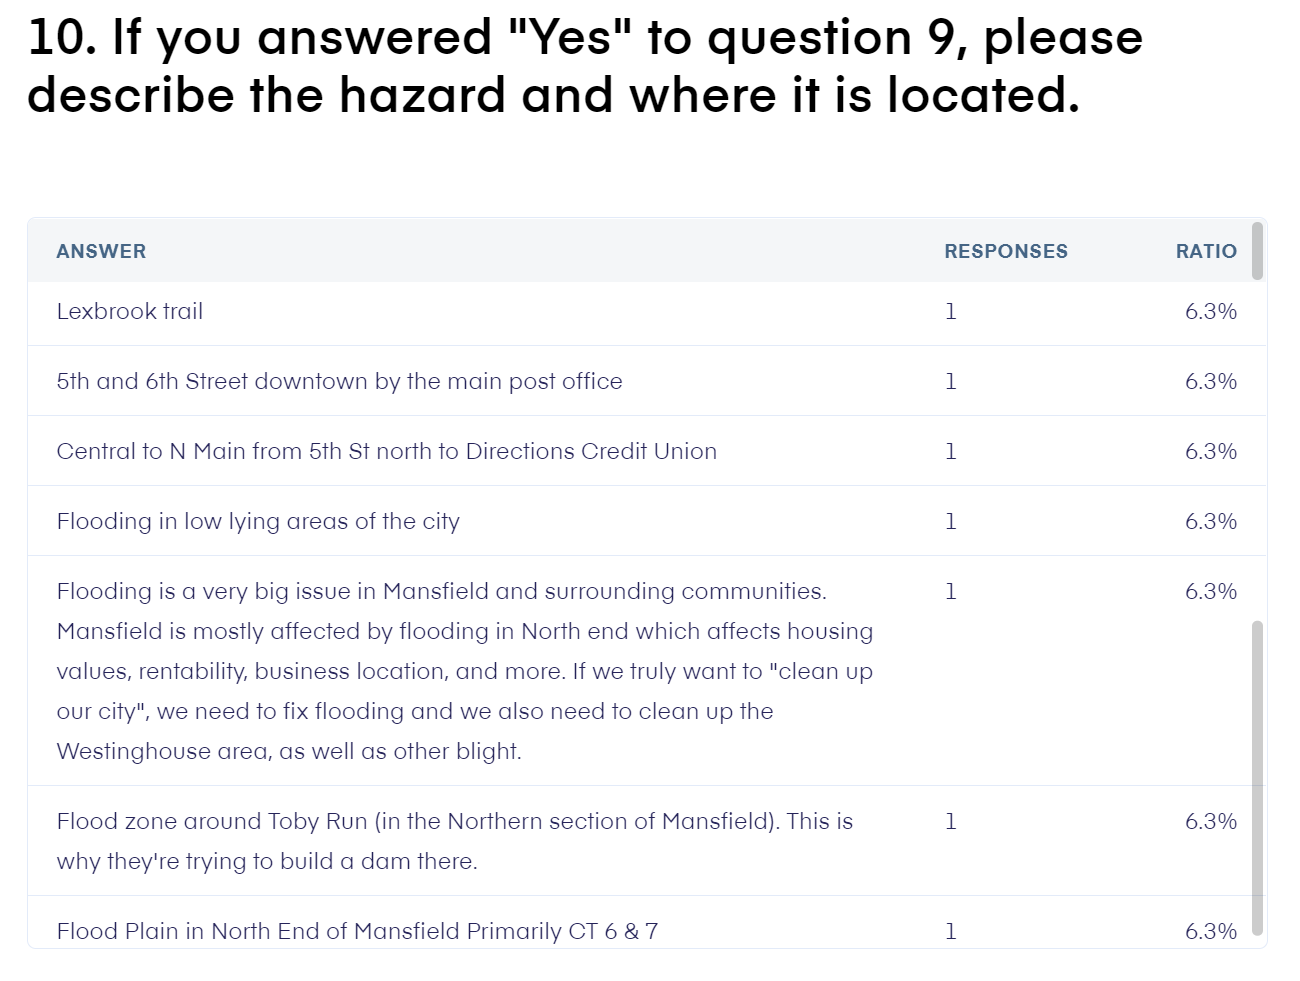 10. If you answered "Yes" to question 9, please
describe the hazard and where it is located.
ANSWER RESPONSES RATIO
Lexbrook trail 1 6.3%
5th and 6th Street downtown by the main post office 1 6.3%
Central to N Main from 5th St north to Directions Credit Union 1 6.3%
Flooding in low lying areas of the city 1 6.3%
Flooding is a very big issue in Mansfield and surrounding communities. 1 6.3%
Mansfield is mostly affected by flooding in North end which affects housing
values, rentability, business location, and more. If we truly want to "clean up
our city", we need to fix flooding and we also need to clean up the
Westinghouse area, as well as other blight.
Flood zone around Toby Run (in the Northern section of Mansfield). This is 1 6.3%
why they're trying to build a dam there.
Flood Plain in North End of Mansfield Primarily CT 6 & 7 1 6.3%